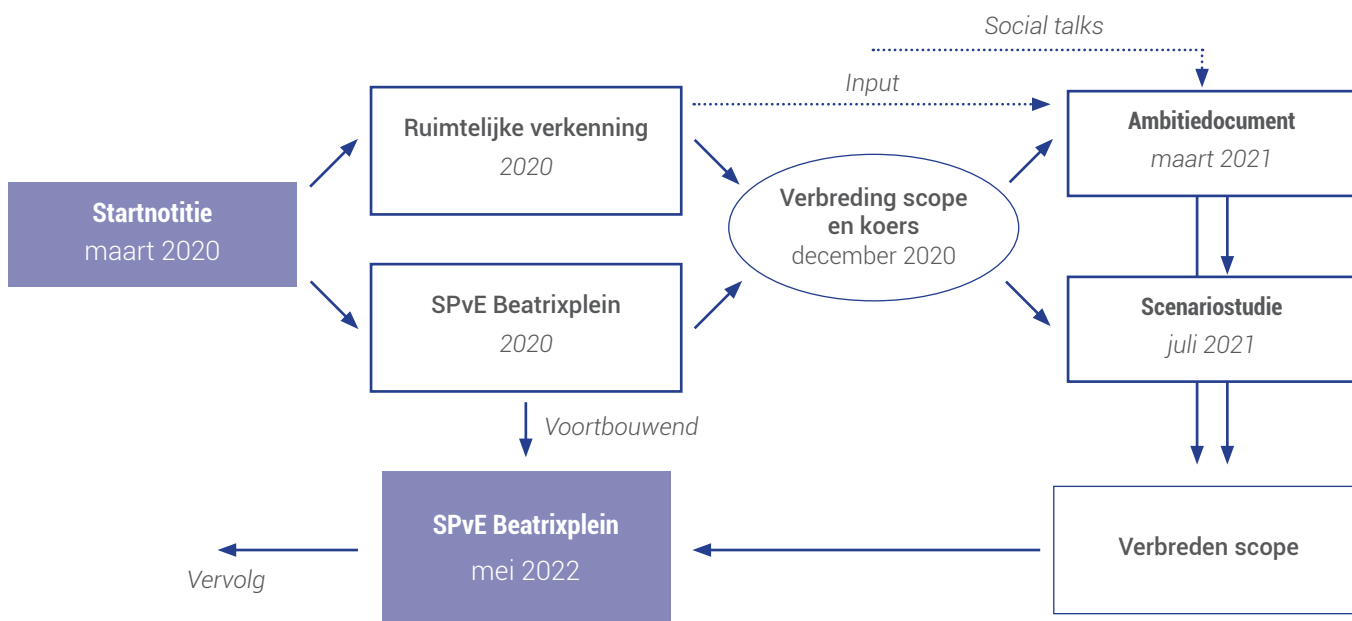 Social talks
Input
Ruimtelijke verkenning
2020
Ambitiedocument
maart 2021
Startnotitie
maart 2020
Verbreding scope
en koers
december 2020
SPvE Beatrixplein
2020
Scenariostudie
juli 2021
Voortbouwend
SPvE Beatrixplein
mei 2022
Verbreden scope
Vervolg